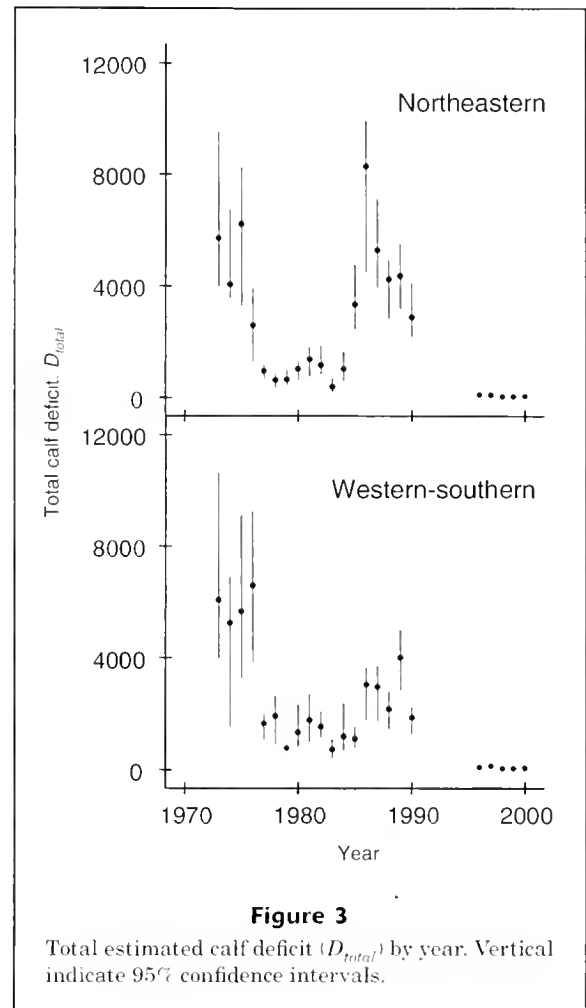 12000
Northeastern
8000
4000
0
12000
Western-southern
8000
4000
0
Total calf deficit. D_total
1970 1980 1990 2000
Year
Figure 3
Total estimated calf deficit (D_total) by year. Vertical
indicate 95% confidence intervals.